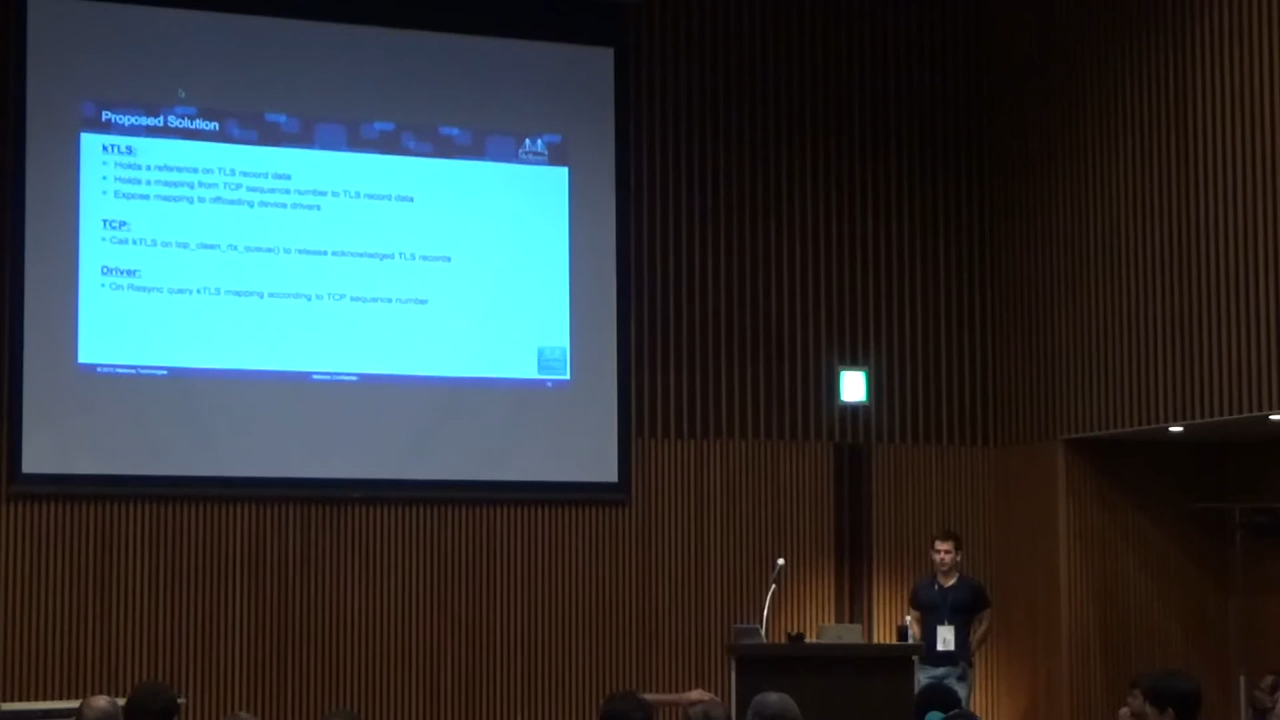 Proposed Solution
kTLS:
Holds a reference on TLS record data
Holds a mapping from TCP sequence number to TLS record data
Expose mapping to offloading device drivers
TCP:
Call kTLS on tcp_clean_rtx_queue() to release acknowledged TLS records
Driver:
On Resync query kTLS mapping according to TCP sequence number
Mellanox Technologies